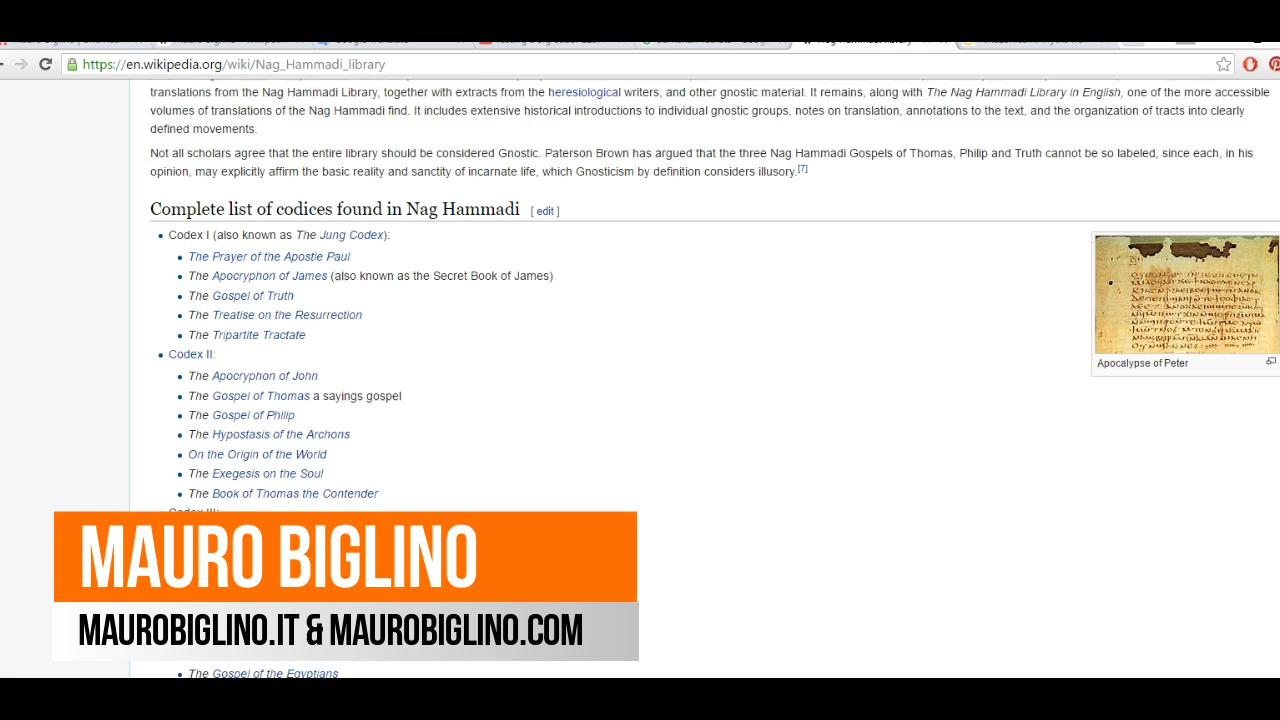 https://en.wikipedia.org/wiki/Nag_Hammadi_library
translations from the Nag Hammadi Library, together with extracts from the heresiological writers, and other gnostic material. It remains, along with The Nag Hammadi Library in English, one of the more accessible
volumes of translations of the Nag Hammadi find. It includes extensive historical introductions to individual gnostic groups, notes on translation, annotations to the text, and the organization of tracts into clearly
defined movements.
Not all scholars agree that the entire library should be considered Gnostic. Paterson Brown has argued that the three Nag Hammadi Gospels of Thomas, Philip and Truth cannot be so labeled, since each, in his
opinion, may explicitly affirm the basic reality and sanctity of incarnate life, which Gnosticism by definition considers illusory.[7]
Complete list of codices found in Nag Hammadi [ edit ]
Codex I (also known as The Jung Codex):
The Prayer of the Apostle Paul
The Apocryphon of James (also known as the Secret Book of James)
The Gospel of Truth
The Treatise on the Resurrection
The Tripartite Tractate
Codex II:
The Apocryphon of John
The Gospel of Thomas a sayings gospel
The Gospel of Philip
The Hypostasis of the Archons
On the Origin of the World
The Exegesis on the Soul
The Book of Thomas the Contender
Apocalypse of Peter
MAURO BIGLINO
MAUROBIGLINO.IT & MAUROBIGLINO.COM
The Gospel of the Egyptians